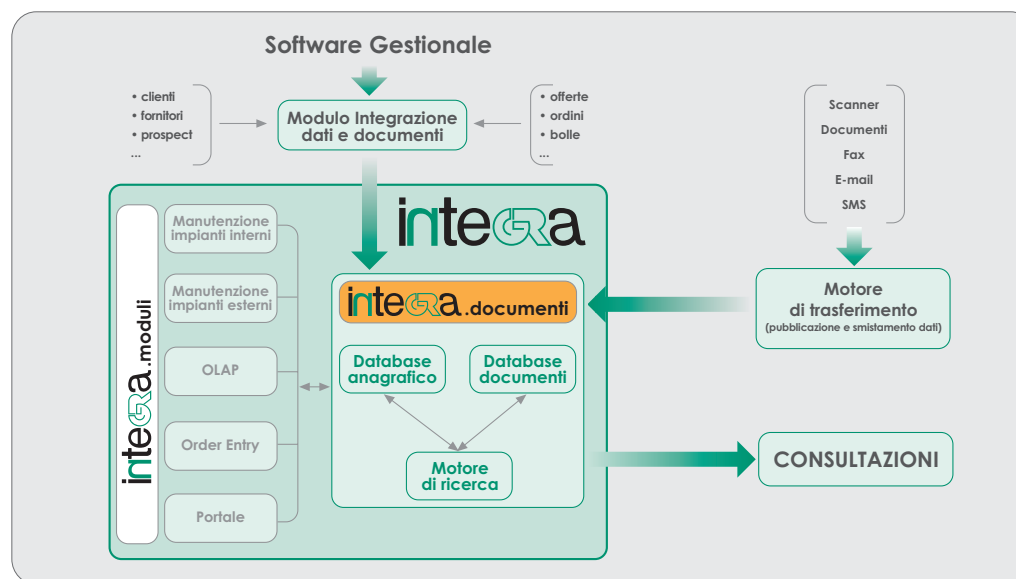 Software Gestionale
• clienti
• fornitori
• prospect
...
Modulo Integrazione
dati e documenti
• offerte
• ordini
• bolle
...
Scanner
Documenti
Fax
E-mail
SMS
Motore
di trasferimento
(pubblicazione e smistamento dati)
inteGRa
inteGRa.moduli
Manutenzione
impianti interni
Manutenzione
impianti esterni
OLAP
Order Entry
Portale
inteGRa.documenti
Database
anagrafico
Database
documenti
Motore
di ricerca
CONSULTAZIONI